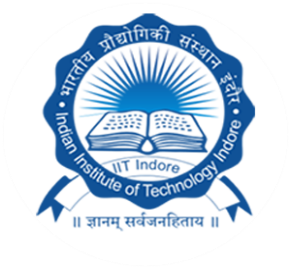 • भारतीय प्रौद्योगिकी संस्थान इंदौर •
Indian Institute of Technology Indore
IIT Indore
॥ ज्ञानम् सर्वजनहिताय ॥